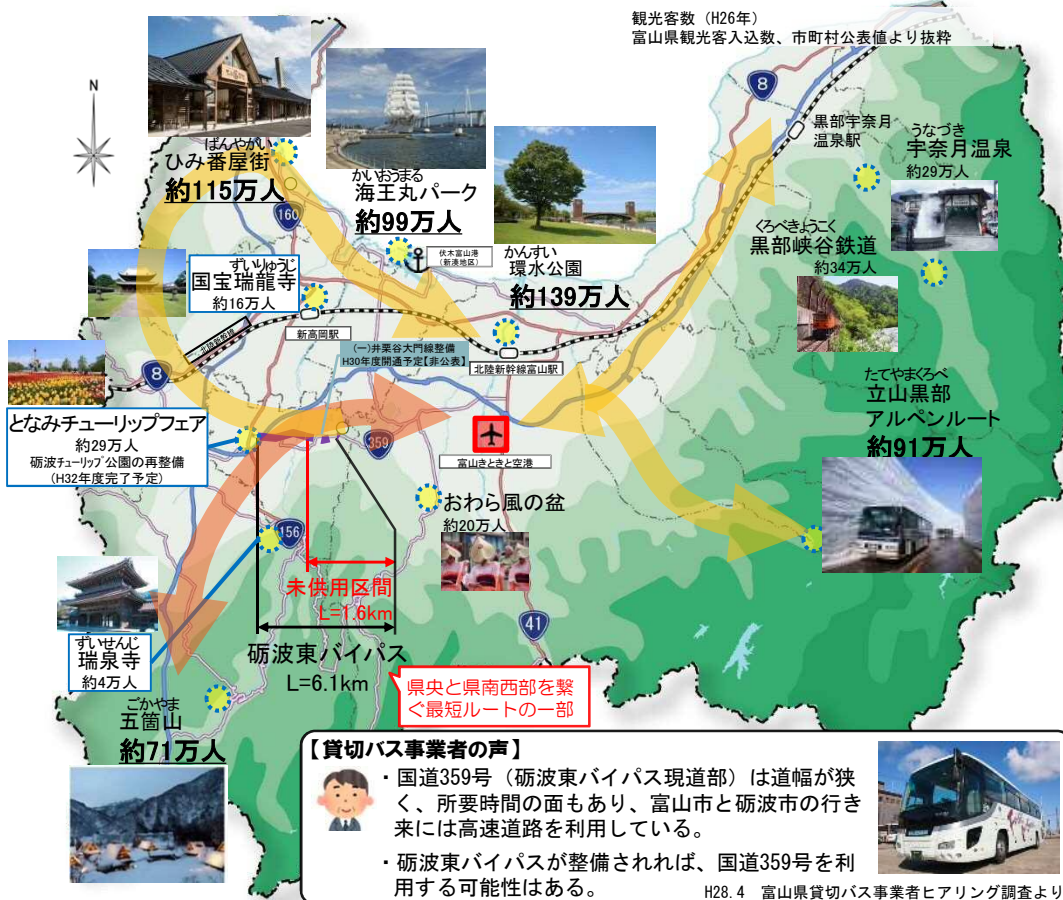 観光客数（H26年）
富山県観光客入込数、市町村公表値より抜粋
N
ばんやがい
ひみ番屋街
約115万人
かいおうまる
海王丸パーク
約99万人
160
伏木富山港
(新湊地区)
かんすい
環水公園
約139万人
8
黒部宇奈月
温泉駅
うなづき
宇奈月温泉
約29万人
くろべきょうこく
黒部峡谷鉄道
約34万人
ずいりゅうじ
国宝瑞龍寺
約16万人
新高岡駅
北陸新幹線
8
(一)井栗谷大門線整備
H30年度開通予定【非公表】
北陸新幹線富山駅
たてやまくろべ
立山黒部
アルペンルート
約91万人
となみチューリップフェア
約29万人
砺波チューリップ公園の再整備
(H32年度完了予定)
359
富山きときと空港
おわら風の盆
約20万人
156
未供用区間
L=1.6km
41
ずいせんじ
瑞泉寺
約4万人
砺波東バイパス
L=6.1km
県央と県南西部を繋
ぐ最短ルートの一部
ごかやま
五箇山
約71万人
【貸切バス事業者の声】
・国道359号（砺波東バイパス現道部）は道幅が狭
く、所要時間の面もあり、富山市と砺波市の行き
来には高速道路を利用している。
・砺波東バイパスが整備されれば、国道359号を利
用する可能性はある。
H28.4　富山県貸切バス事業者ヒアリング調査より